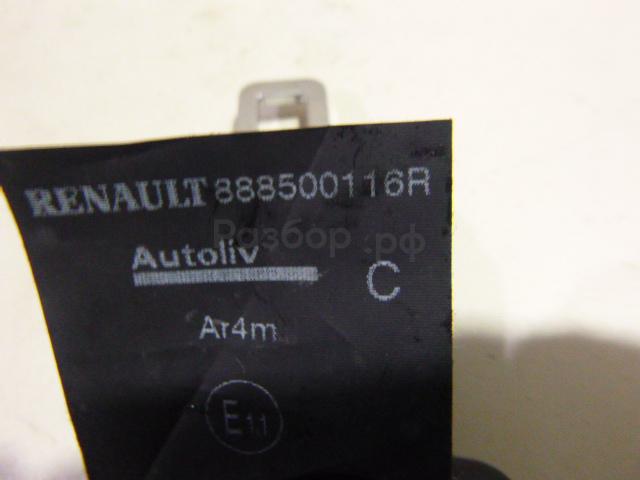 RENAULT 888500116R
Разбор.рф
Autoliv
C
Ar4m
E11